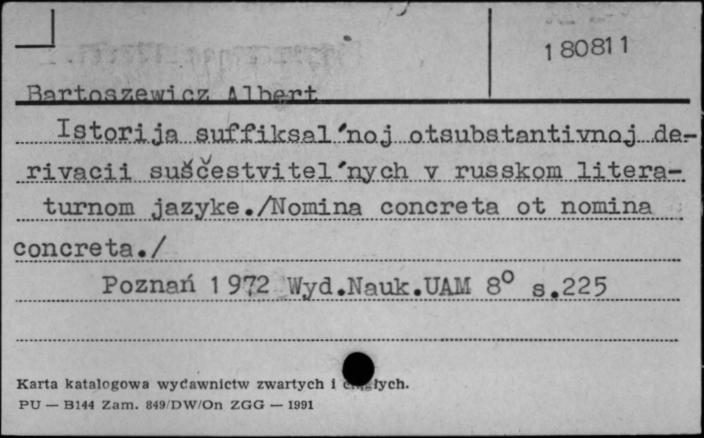 180811
Bartoszewicz Albert
Istorija suffiksal'noj otsubstantivnoj de-
rivacii suščestvitel'nych v russkom litera-
turnom jazyke./Nomina concreta ot nomina
concreta./
Poznań 1972 Wyd.Nauk.UAM 8° s.225
Karta katalogowa wydawnictw zwartych i ciągłych.
PU — B144 Zam. 849/DW/On ZGG — 1991